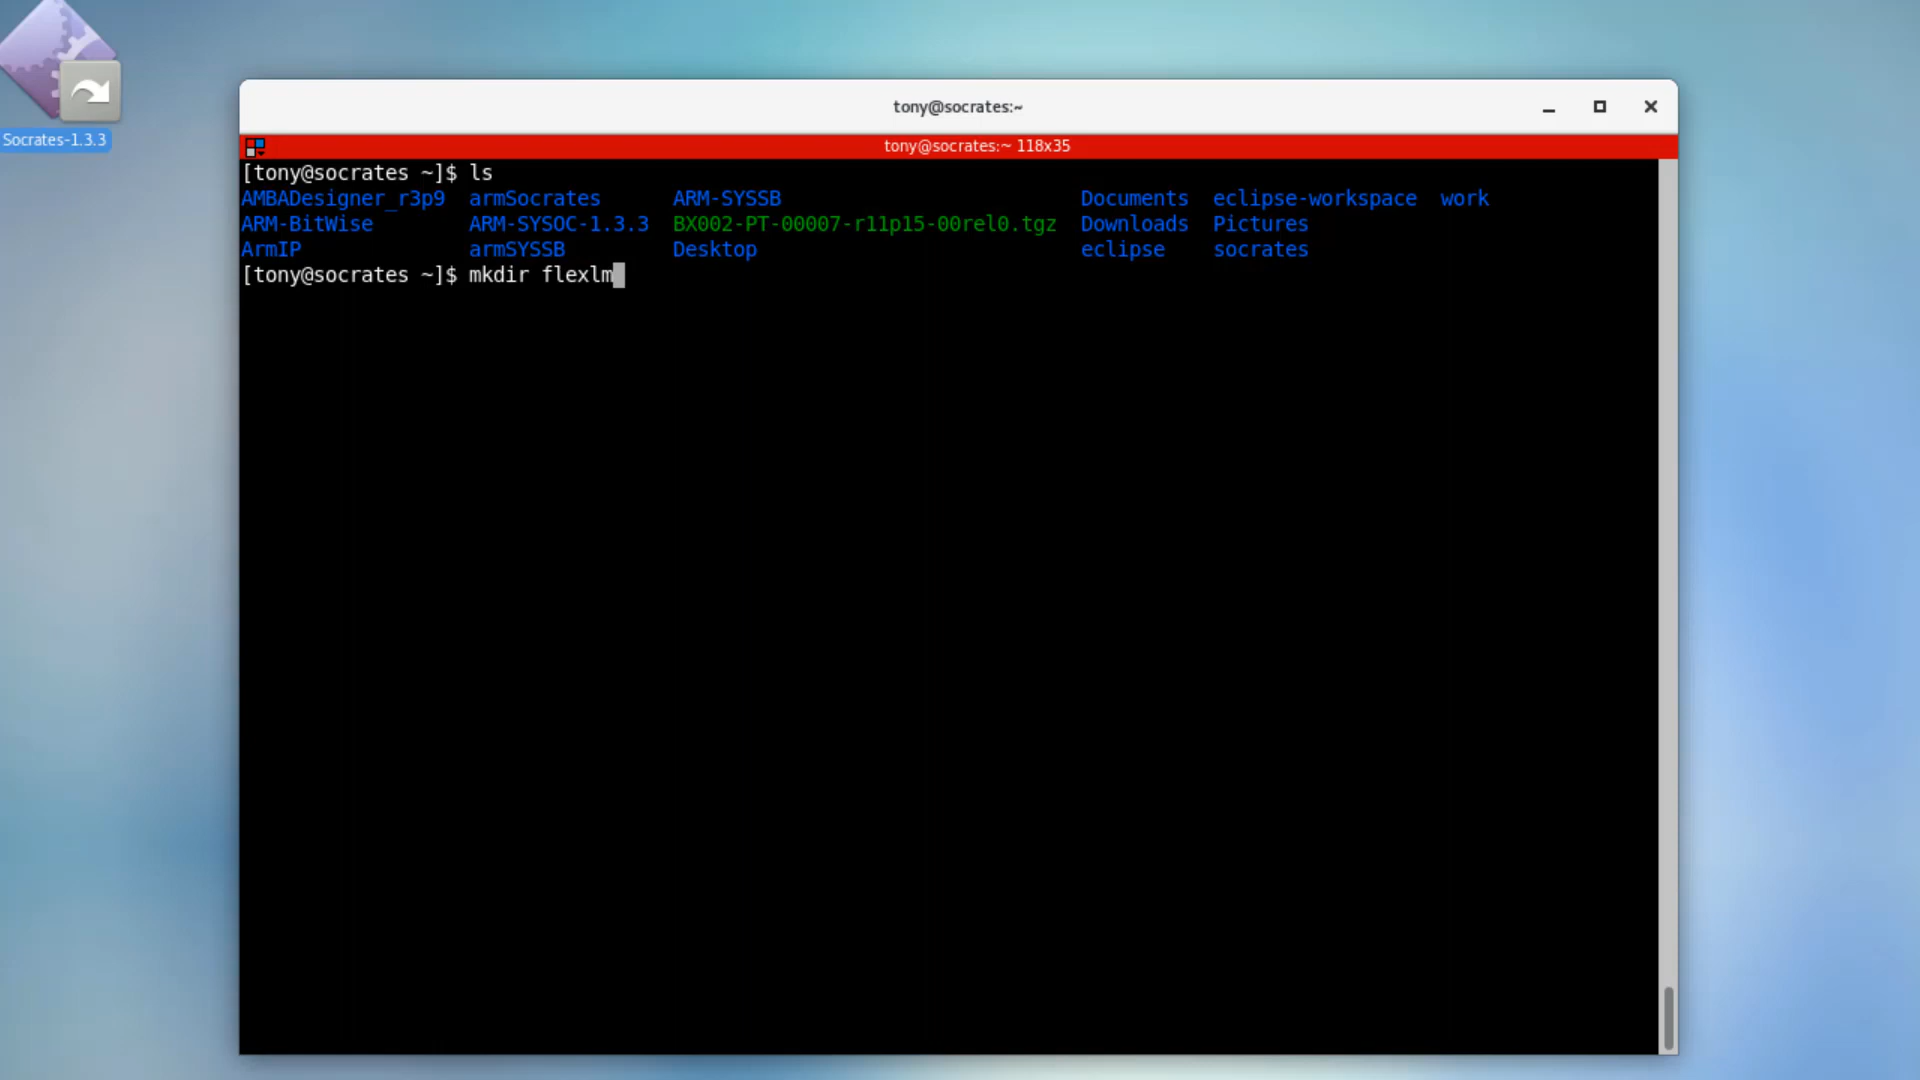 Socrates-1.3.3
tony@socrates:~
tony@socrates:~ 118x35
[tony@socrates ~]$ ls
AMBADesigner_r3p9 armSocrates ARM-SYSSB Documents eclipse-workspace work
ARM-BitWise ARM-SYSOC-1.3.3 BX002-PT-00007-r11p15-00rel0.tgz Downloads Pictures
ArmIP armSYSSB Desktop eclipse socrates
[tony@socrates ~]$ mkdir flexlm